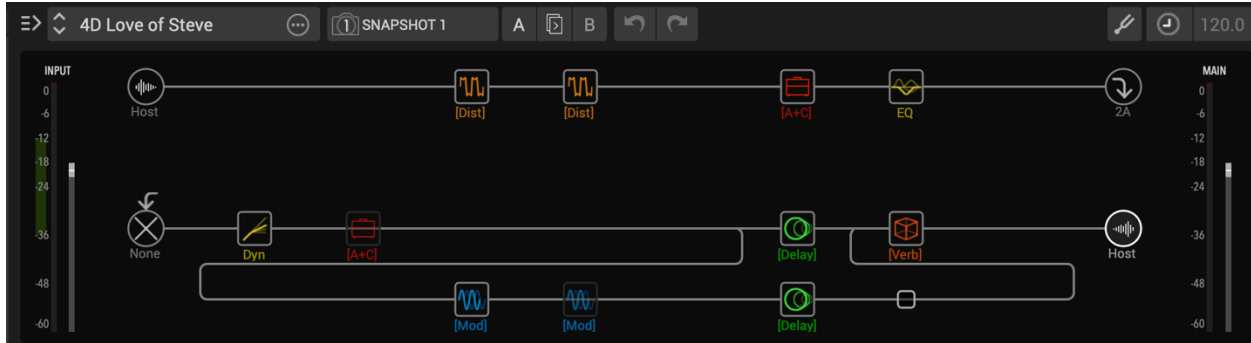 4D Love of Steve
1 SNAPSHOT 1
A B
120.0
INPUT
0
-6
-12
-18
-24
-36
-48
-60
Host
[Dist]
[Dist]
[A+C]
EQ
2A
None
Dyn
[A+C]
[Delay]
[Verb]
Host
[Mod]
[Mod]
[Delay]
MAIN
0
-6
-12
-18
-24
-36
-48
-60